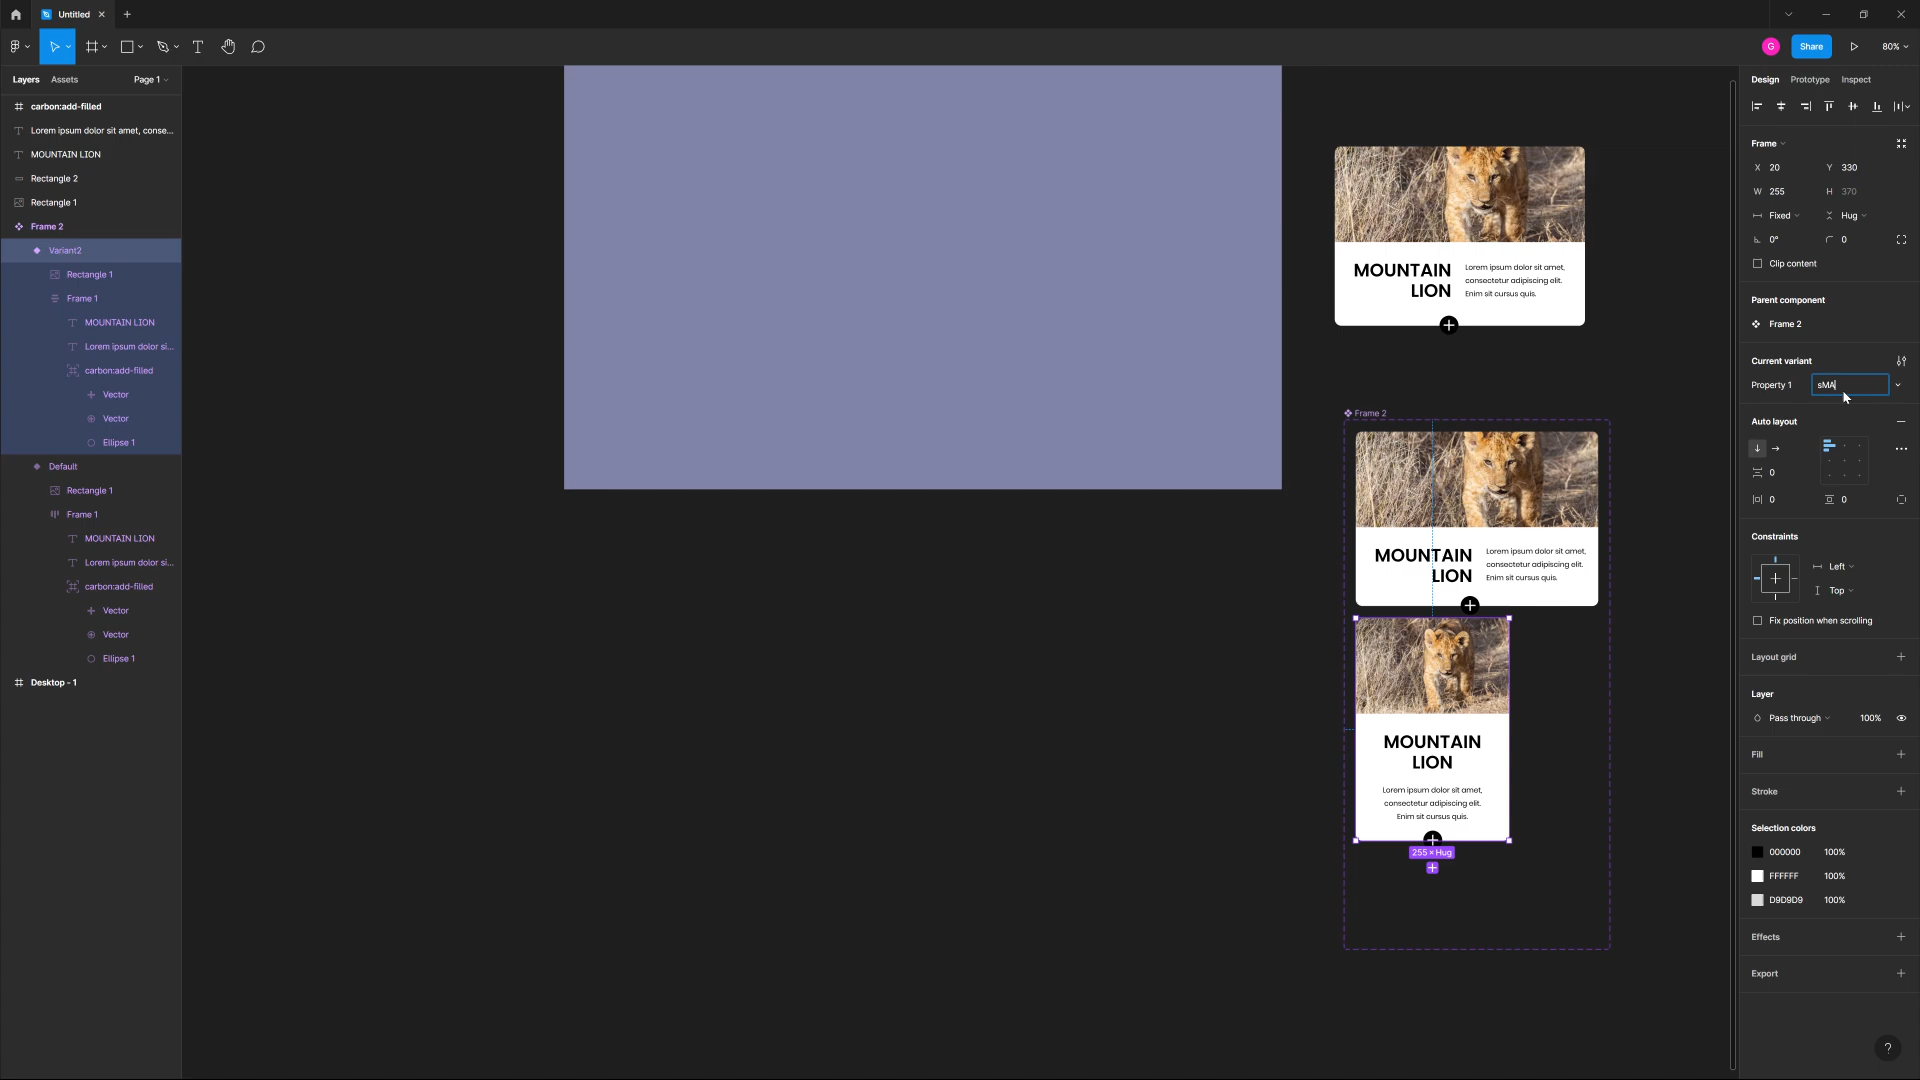 Untitled
G
Share
80%
Layers
Assets
Page 1
carbon:add-filled
Lorem ipsum dolor sit amet, conse...
MOUNTAIN LION
Rectangle 2
Rectangle 1
Frame 2
Variant2
Rectangle 1
Frame 1
MOUNTAIN LION
Lorem ipsum dolor si...
carbon:add-filled
Vector
Vector
Ellipse 1
Default
Rectangle 1
Frame 1
MOUNTAIN LION
Lorem ipsum dolor si...
carbon:add-filled
Vector
Vector
Ellipse 1
Desktop - 1
MOUNTAIN
LION
Lorem ipsum dolor sit amet,
consectetur adipiscing elit.
Enim sit cursus quis.
Frame 2
MOUNTAIN
LION
Lorem ipsum dolor sit amet,
consectetur adipiscing elit.
Enim sit cursus quis.
MOUNTAIN
LION
Lorem ipsum dolor sit amet,
consectetur adipiscing elit.
Enim sit cursus quis.
255 × Hug
Design
Prototype
Inspect
Frame
X 20
Y 330
W 255
H 370
Fixed
Hug
0°
0
Clip content
Parent component
Frame 2
Current variant
Property 1
sMA
Auto layout
0
0
0
Constraints
Left
Top
Fix position when scrolling
Layout grid
Layer
Pass through
100%
Fill
Stroke
Selection colors
000000 100%
FFFFFF 100%
D9D9D9 100%
Effects
Export
?